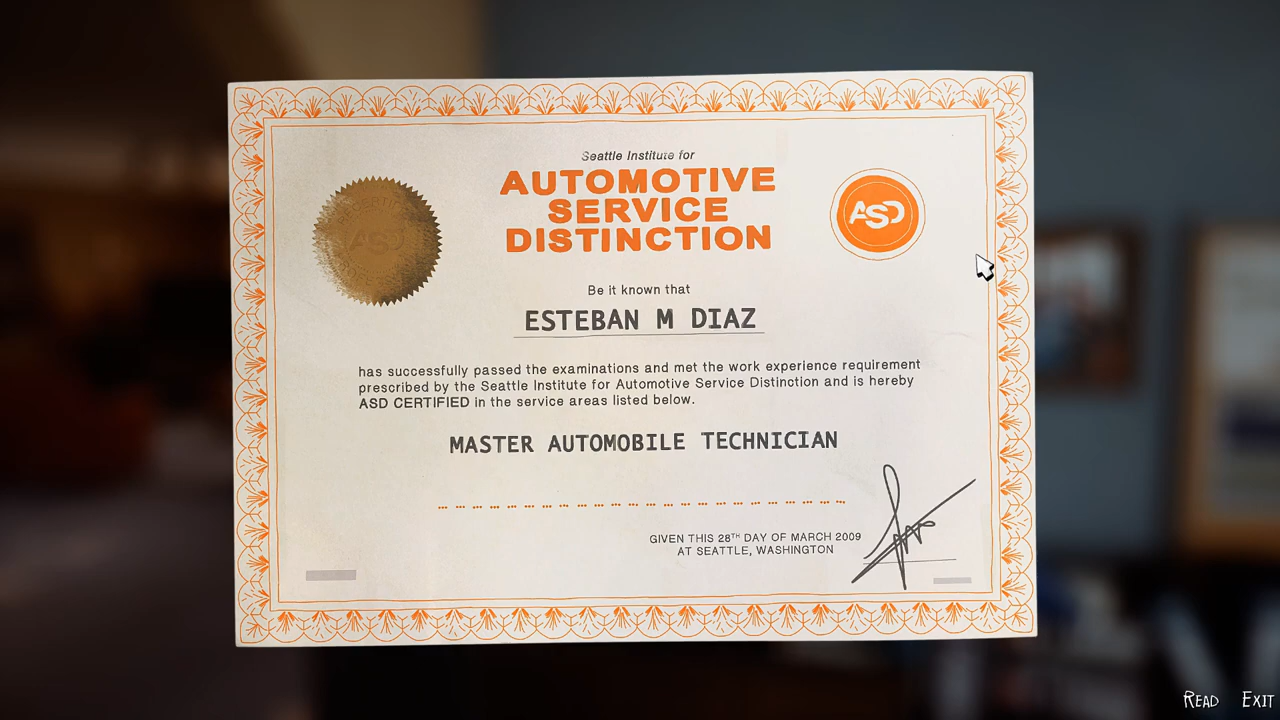 Seattle Institute for
AUTOMOTIVE
SERVICE
DISTINCTION
ASD
ASD
Be it known that
ESTEBAN M DIAZ
has successfully passed the examinations and met the work experience requirement
prescribed by the Seattle Institute for Automotive Service Distinction and is hereby
ASD CERTIFIED in the service areas listed below.
MASTER AUTOMOBILE TECHNICIAN
GIVEN THIS 28TH DAY OF MARCH 2009
AT SEATTLE, WASHINGTON
READ EXIT